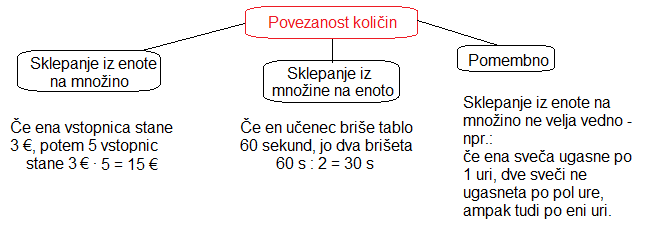 Povezanost količin
Sklepanje iz enote
na množino
Če ena vstopnica stane
3 €, potem 5 vstopnic
stane 3 € · 5 = 15 €
Sklepanje iz
množine na enoto
Če en učenec briše tablo
60 sekund, jo dva brišeta
60 s : 2 = 30 s
Pomembno
Sklepanje iz enote na
množino ne velja vedno -
npr.:
če ena sveča ugasne po
1 uri, dve sveči ne
ugasneta po pol ure,
ampak tudi po eni uri.